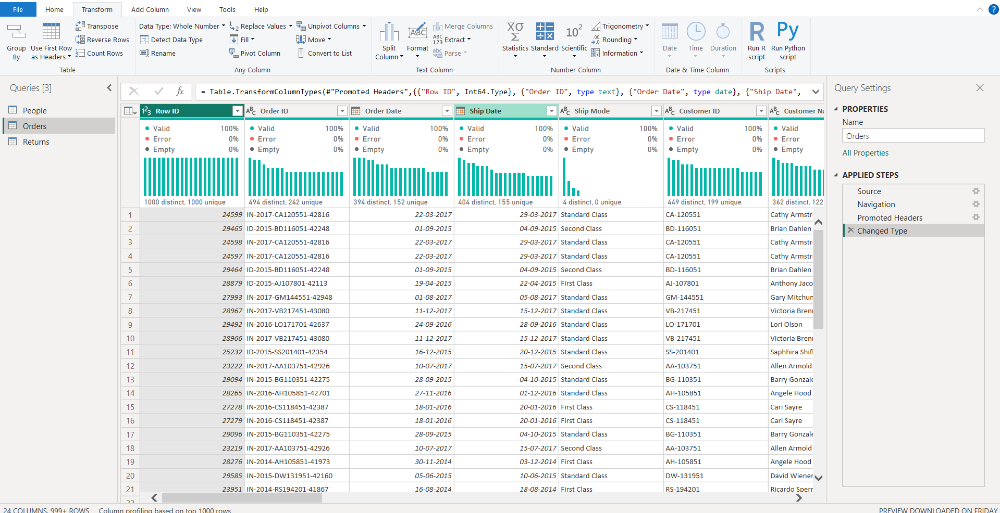 File Home Transform Add Column View Tools Help
Group By
Use First Row as Headers
Transpose
Reverse Rows
Count Rows
Table
Data Type: Whole Number
Detect Data Type
Rename
Replace Values
Fill
Pivot Column
Unpivot Columns
Move
Convert to List
Any Column
Split Column
Format
Merge Columns
Extract
Parse
Text Column
Statistics
Standard
Scientific
Trigonometry
Rounding
Information
Number Column
Date
Time
Duration
Date & Time Column
Run R script
Run Python script
Scripts
Queries [3]
People
Orders
Returns
fx = Table.TransformColumnTypes(#"Promoted Headers",{{"Row ID", Int64.Type}, {"Order ID", type text}, {"Order Date", type date}, {"Ship Date",
Row ID Order ID Order Date Ship Date Ship Mode Customer ID Customer Na
Valid 100% Valid 100% Valid 100% Valid 100% Valid 100% Valid 100% Valid
Error 0% Error 0% Error 0% Error 0% Error 0% Error 0% Error
Empty 0% Empty 0% Empty 0% Empty 0% Empty 0% Empty 0% Empty
1000 distinct, 1000 unique 494 distinct, 242 unique 394 distinct, 152 unique 404 distinct, 155 unique 4 distinct, 0 unique 449 distinct, 199 unique 362 distinct, 122
1 24599 IN-2017-CA120551-42816 22-03-2017 29-03-2017 Standard Class CA-120551 Cathy Armstr
2 29465 ID-2015-BD116051-42248 01-09-2015 04-09-2015 Second Class BD-116051 Brian Dahlen
3 24598 IN-2017-CA120551-42816 22-03-2017 29-03-2017 Standard Class CA-120551 Cathy Armstr
4 24597 IN-2017-CA120551-42816 22-03-2017 29-03-2017 Standard Class CA-120551 Cathy Armstr
5 29464 ID-2015-BD116051-42248 01-09-2015 04-09-2015 Second Class BD-116051 Brian Dahlen
6 28879 ID-2015-AJ107801-42113 19-04-2015 22-04-2015 First Class AJ-107801 Anthony Jaco
7 27993 IN-2017-GM144551-42948 01-08-2017 05-08-2017 Standard Class GM-144551 Gary Mitchun
8 28967 IN-2017-VB217451-43080 11-12-2017 15-12-2017 Standard Class VB-217451 Victoria Bren
9 29492 IN-2016-LO171701-42637 24-09-2016 28-09-2016 Standard Class LO-171701 Lori Olson
10 28966 IN-2017-VB217451-43080 11-12-2017 15-12-2017 Standard Class VB-217451 Victoria Bren
11 25232 ID-2015-SS201401-42354 16-12-2015 20-12-2015 Standard Class SS-201401 Saphhira Shif
12 23222 IN-2017-AA103751-42926 10-07-2017 15-07-2017 Second Class AA-103751 Allen Armold
13 29094 IN-2015-BG110351-42275 28-09-2015 04-10-2015 Standard Class BG-110351 Barry Gonzale
14 28265 IN-2016-AH105851-42701 27-11-2016 01-12-2016 Standard Class AH-105851 Angele Hood
15 27278 IN-2016-CS118451-42387 18-01-2016 20-01-2016 First Class CS-118451 Cari Sayre
16 27279 IN-2016-CS118451-42387 18-01-2016 20-01-2016 First Class CS-118451 Cari Sayre
17 29096 IN-2015-BG110351-42275 28-09-2015 04-10-2015 Standard Class BG-110351 Barry Gonzale
18 23219 IN-2017-AA103751-42926 10-07-2017 15-07-2017 Second Class AA-103751 Allen Armold
19 28276 IN-2014-AH105851-41973 30-11-2014 03-12-2014 First Class AH-105851 Angele Hood
20 29585 IN-2015-DW131951-42160 05-06-2015 10-06-2015 Standard Class DW-131951 David Wiener
21 23951 IN-2014-RS194201-41867 16-08-2014 18-08-2014 First Class RS-194201 Ricardo Sperr
22
Query Settings
PROPERTIES
Name
Orders
All Properties
APPLIED STEPS
Source
Navigation
Promoted Headers
Changed Type
24 COLUMNS, 999+ ROWS Column profiling based on top 1000 rows PREVIEW DOWNLOADED ON FRIDAY